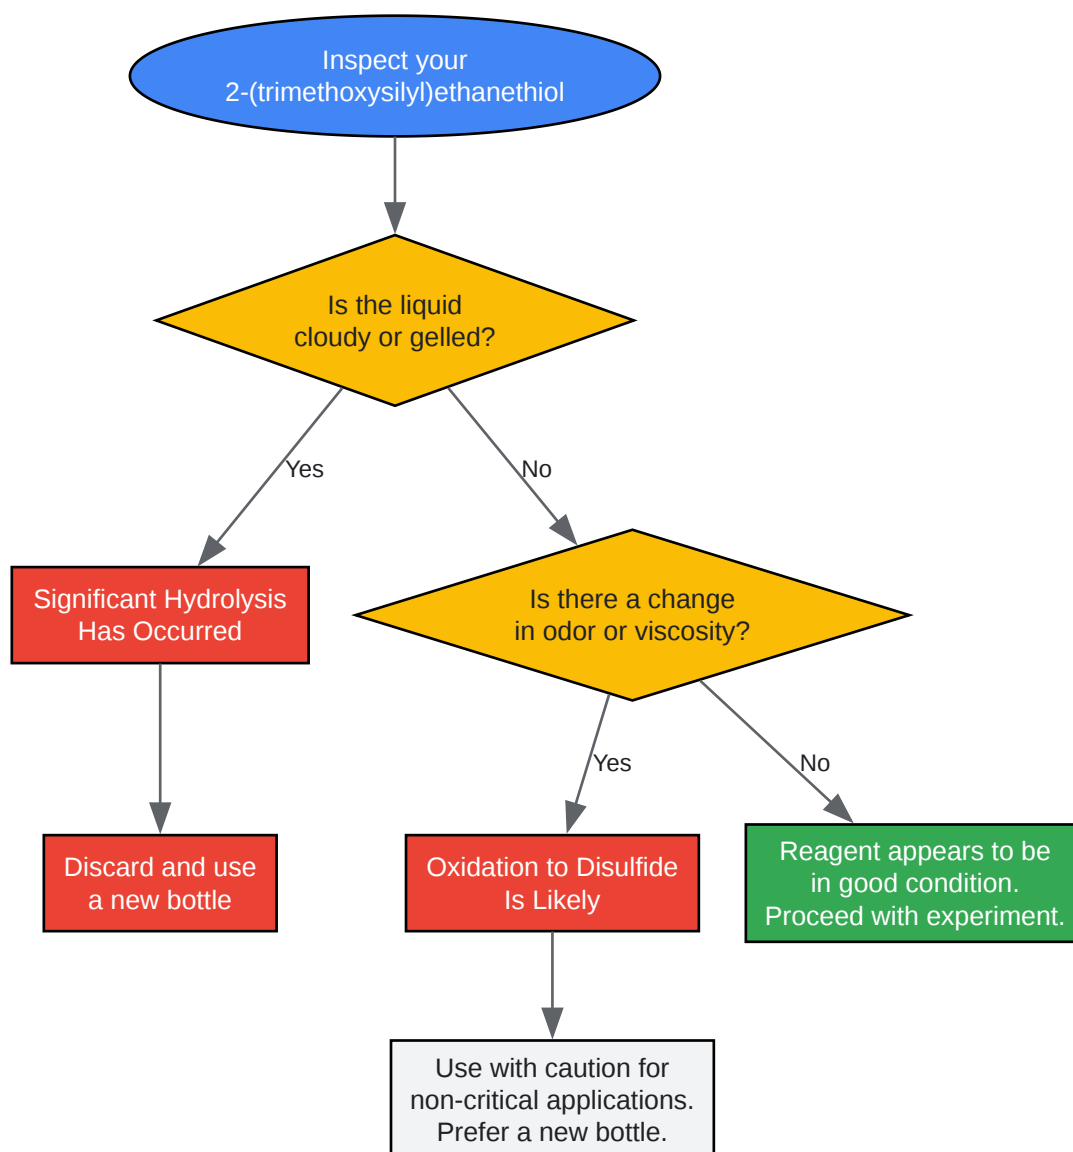 Inspect your
2-(trimethoxysilyl)ethanethiol
Is the liquid
cloudy or gelled?
Yes
No
Significant Hydrolysis
Has Occurred
Is there a change
in odor or viscosity?
Yes
No
Discard and use
a new bottle
Oxidation to Disulfide
Is Likely
Reagent appears to be
in good condition.
Proceed with experiment.
Use with caution for
non-critical applications.
Prefer a new bottle.